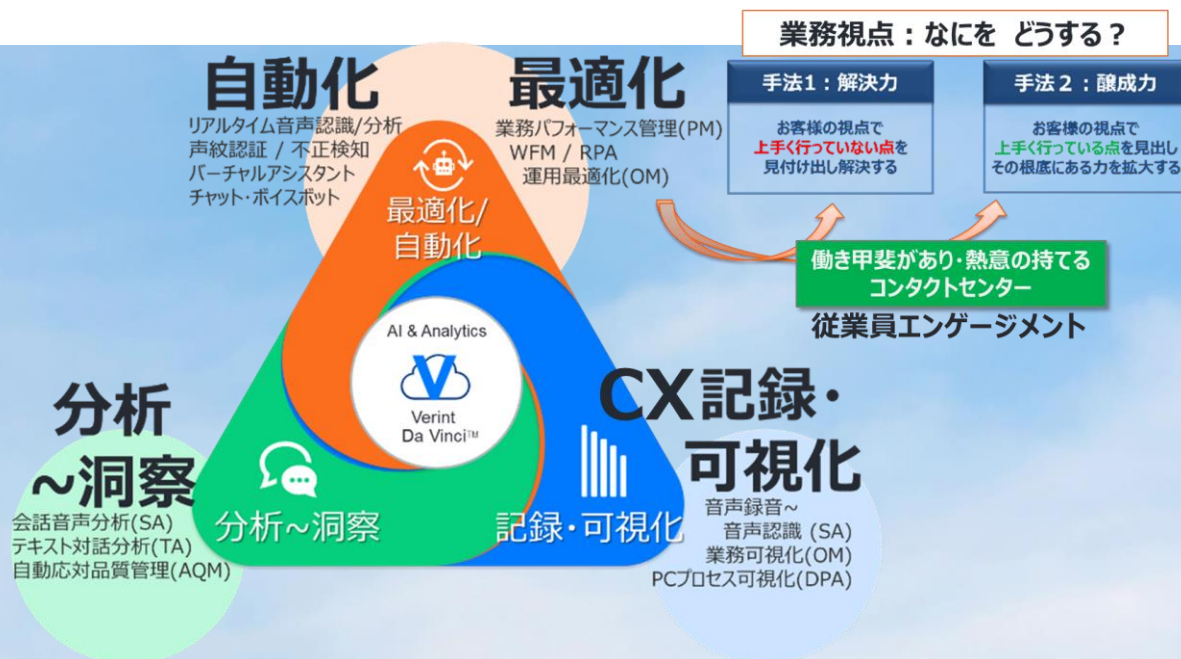 業務視点：なにを どうする？
手法1：解決力
お客様の視点で
上手く行っていない点を
見付け出し解決する
手法２：醸成力
お客様の視点で
上手く行っている点を見出し
その根底にある力を拡大する
働き甲斐があり・熱意の持てる
コンタクトセンター
従業員エンゲージメント
自動化
リアルタイム音声認識/分析
声紋認証 / 不正検知
バーチャルアシスタント
チャット・ボイスボット
最適化
業務パフォーマンス管理(PM)
WFM / RPA
運用最適化(OM)
最適化/
自動化
AI & Analytics
Verint
Da Vinci™
分析
~洞察
会話音声分析(SA)
テキスト対話分析(TA)
自動応対品質管理(AQM)
分析~洞察
記録・可視化
CX記録・
可視化
音声録音~
音声認識 (SA)
業務可視化(OM)
PCプロセス可視化(DPA)